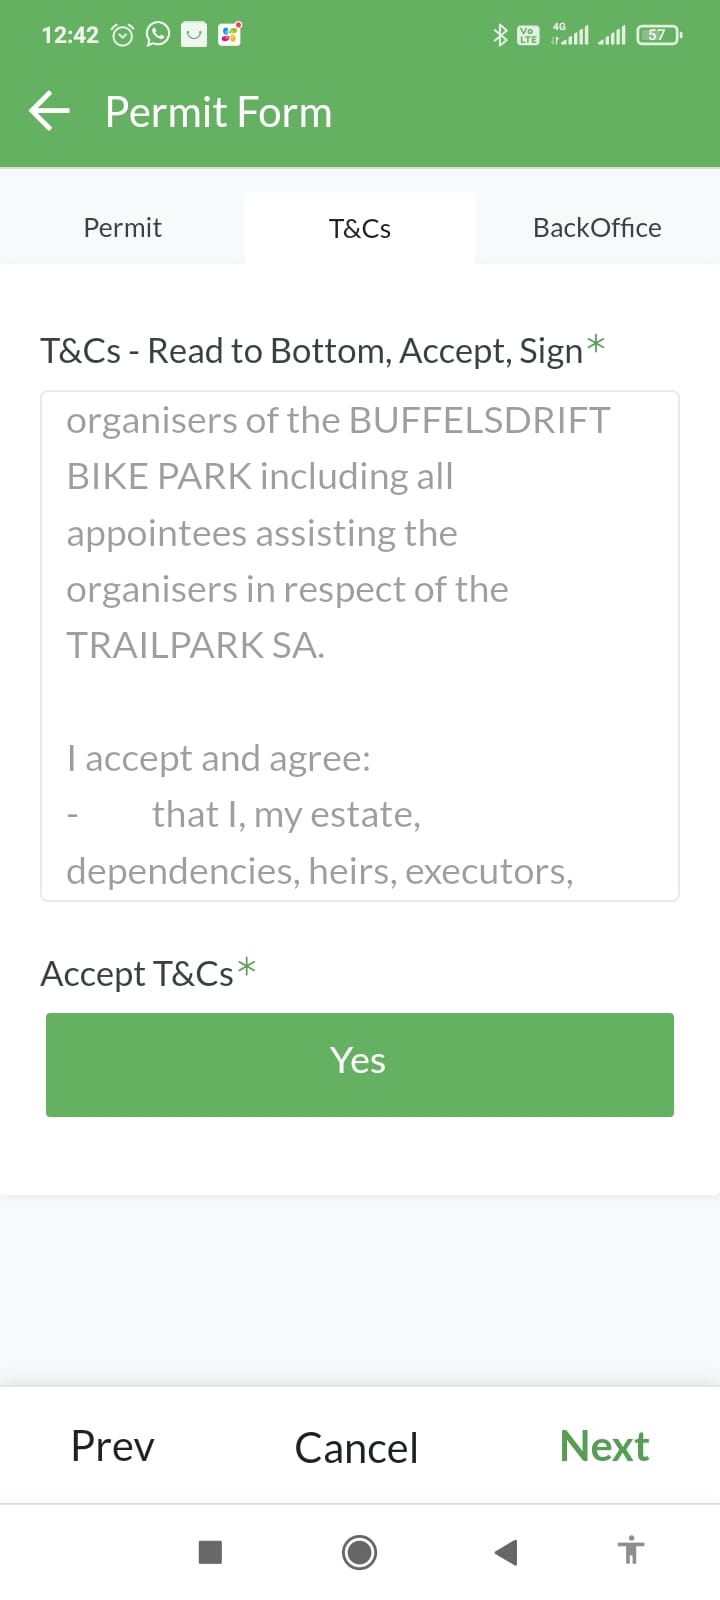 12:42
Vo LTE 4G 57
Permit Form
Permit T&Cs BackOffice
T&Cs - Read to Bottom, Accept, Sign*
organisers of the BUFFELSDRIFT
BIKE PARK including all
appointees assisting the
organisers in respect of the
TRAILPARK SA.
I accept and agree:
- that I, my estate,
dependencies, heirs, executors,
Accept T&Cs*
Yes
Prev Cancel Next